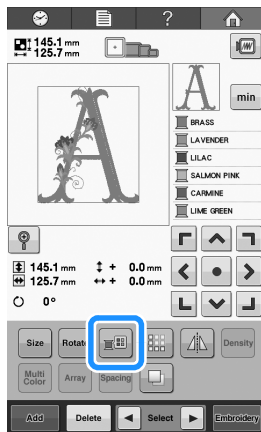 ?
145.1 mm
125.7 mm
A
A
min
BRASS
LAVENDER
LILAC
SALMON PINK
CARMINE
LIME GREEN
145.1 mm + 0.0 mm
125.7 mm + 0.0 mm
0°
Size Rotate Density
Multi Color Array Spacing
Add Delete Select Embroidery